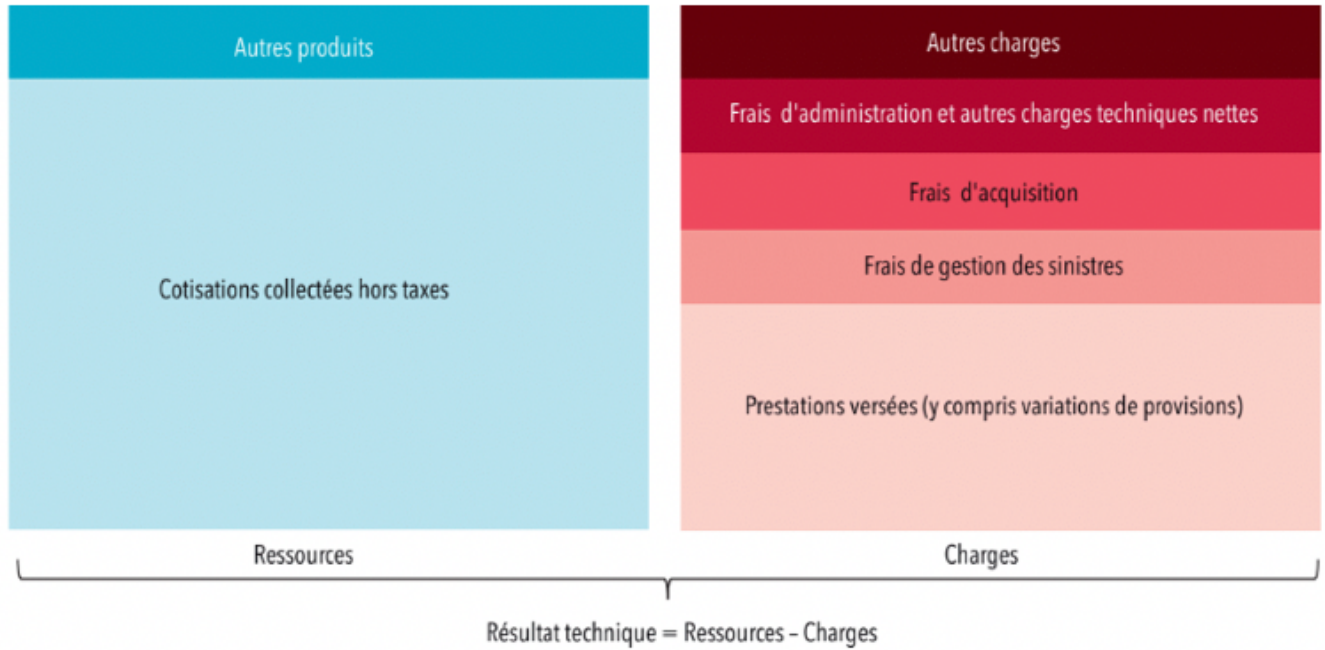 Autres produits
Cotisations collectées hors taxes
Ressources
Autres charges
Frais d'administration et autres charges techniques nettes
Frais d'acquisition
Frais de gestion des sinistres
Prestations versées (y compris variations de provisions)
Charges
Résultat technique = Ressources – Charges